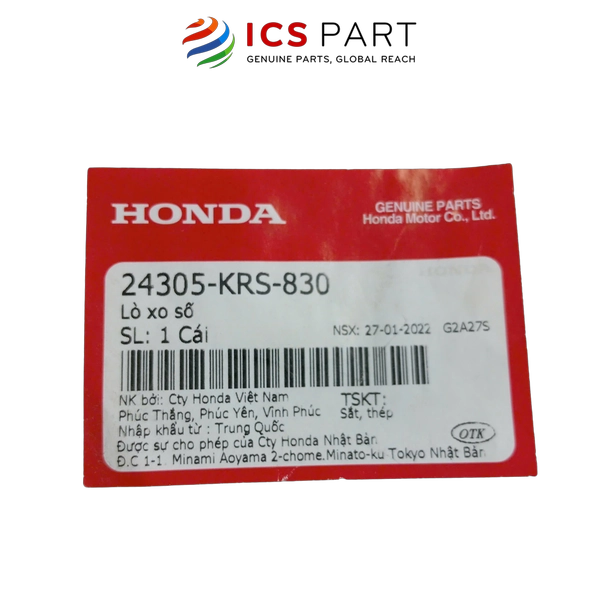 ICS PART
GENUINE PARTS, GLOBAL REACH
HONDA
GENUINE PARTS
Honda Motor Co., Ltd.
24305-KRS-830
Lò xo số
SL: 1 Cái
NSX: 27-01-2022 G2A27S
NK bởi: Cty Honda Việt Nam
TSKT:
Phúc Thắng, Phúc Yên, Vĩnh Phúc
Sắt, thép
Nhập khẩu từ : Trung Quốc
Được sự cho phép của Cty Honda Nhật Bản
OTK
Đ.C 1-1 Minami Aoyama 2-chome.Minato-ku Tokyo Nhật Bản